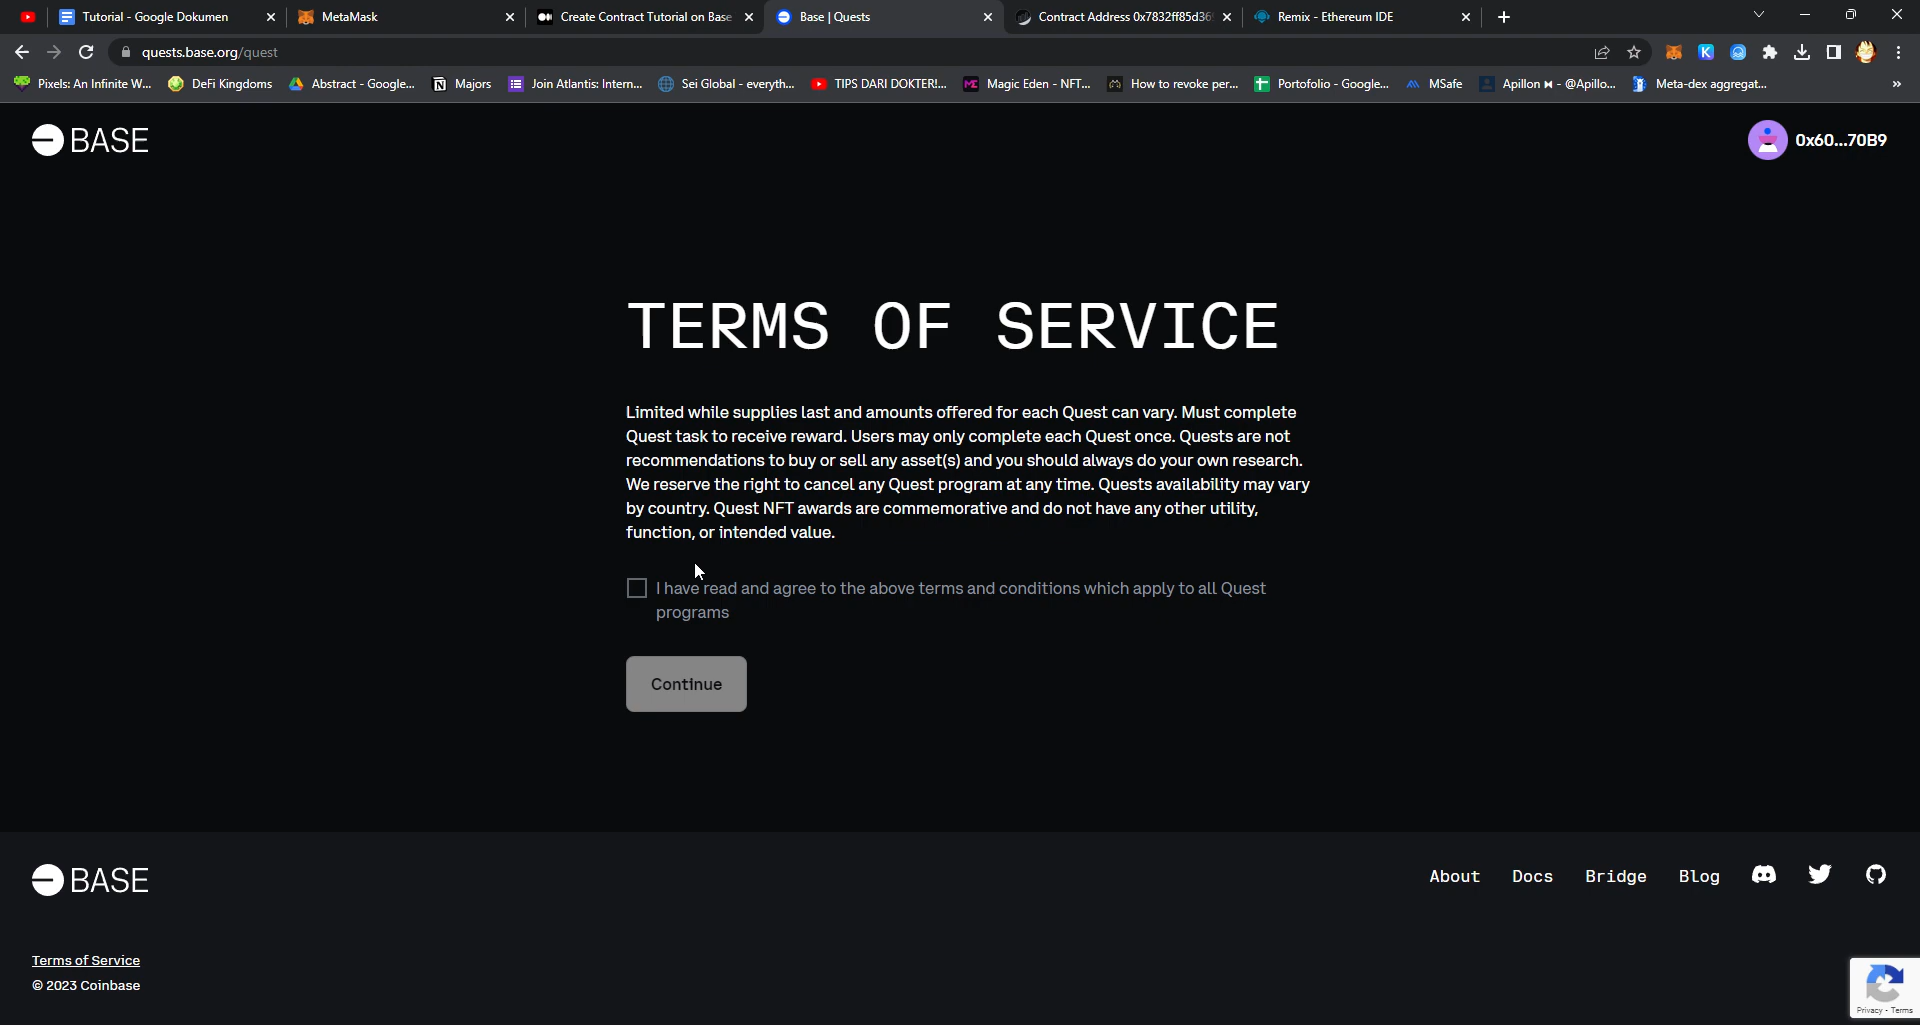 Tutorial - Google Dokumen
MetaMask
Create Contract Tutorial on Base
Base | Quests
Contract Address 0x7832ff85d36
Remix - Ethereum IDE
quests.base.org/quest
Pixels: An Infinite W...
DeFi Kingdoms
Abstract - Google...
Majors
Join Atlantis: Intern...
Sei Global - everyth...
TIPS DARI DOKTER!...
Magic Eden - NFT...
How to revoke per...
Portofolio - Google...
MSafe
Apillon ⧓ - @Apillo...
Meta-dex aggregat...
BASE
0x60...70B9
TERMS OF SERVICE
Limited while supplies last and amounts offered for each Quest can vary. Must complete
Quest task to receive reward. Users may only complete each Quest once. Quests are not
recommendations to buy or sell any asset(s) and you should always do your own research.
We reserve the right to cancel any Quest program at any time. Quests availability may vary
by country. Quest NFT awards are commemorative and do not have any other utility,
function, or intended value.
I have read and agree to the above terms and conditions which apply to all Quest
programs
Continue
BASE
About
Docs
Bridge
Blog
Terms of Service
© 2023 Coinbase
Privacy - Terms